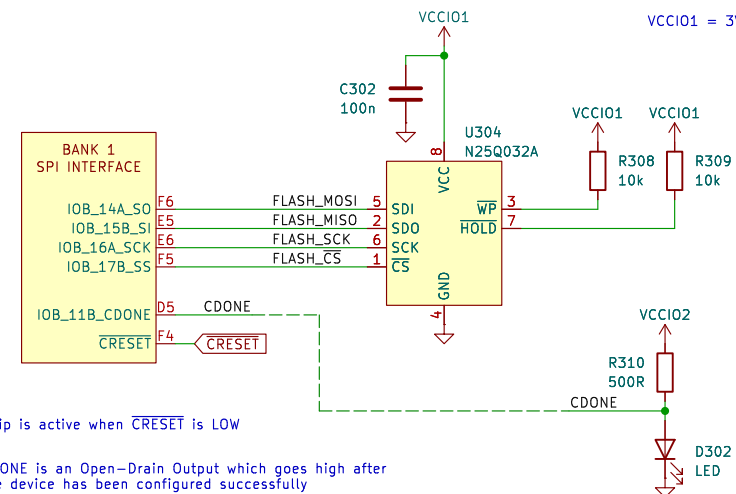 VCCIO1
VCCIO1 = 3
C302
100n
U304
N25Q032A
VCCIO1
VCCIO1
R308
10k
R309
10k
BANK 1
SPI INTERFACE
8
VCC
IOB_14A_SO F6 FLASH_MOSI 5 SDI WP 3
IOB_15B_SI E5 FLASH_MISO 2 SDO HOLD 7
IOB_16A_SCK E6 FLASH_SCK 6 SCK
IOB_17B_SS F5 FLASH_CS 1 CS
GND
4
IOB_11B_CDONE D5 CDONE
CRESET F4 CRESET
VCCIO2
R310
500R
CDONE
D302
LED
ip is active when CRESET is LOW
ONE is an Open-Drain Output which goes high after
e device has been configured successfully